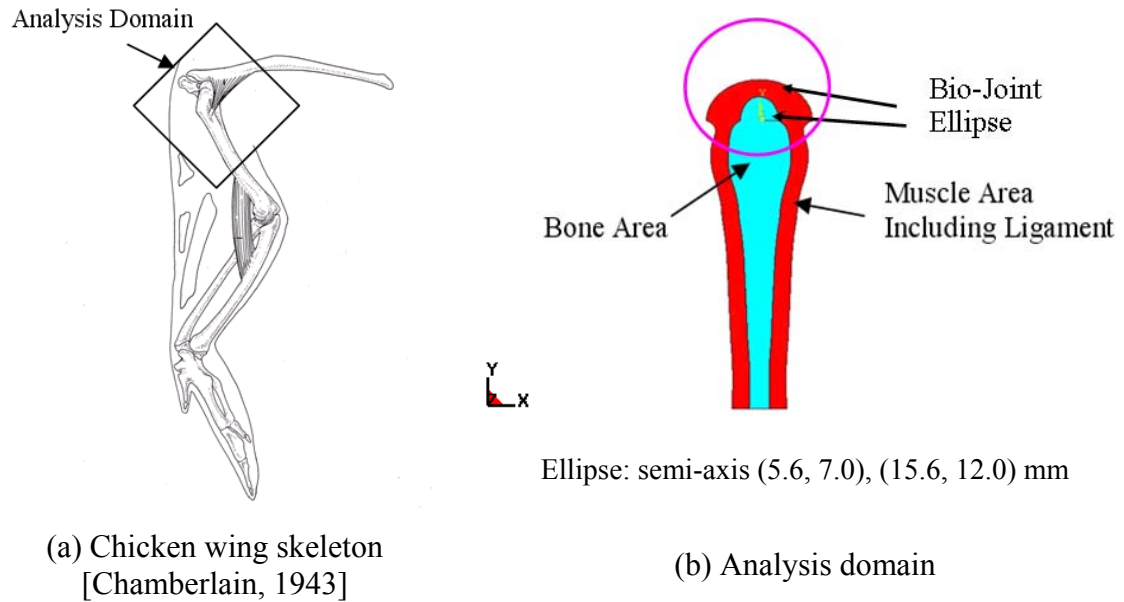 Analysis Domain
(a) Chicken wing skeleton
[Chamberlain, 1943]
Bio-Joint
Ellipse
Y
Bone Area
Muscle Area
Including Ligament
Y
Z
X
Ellipse: semi-axis (5.6, 7.0), (15.6, 12.0) mm
(b) Analysis domain